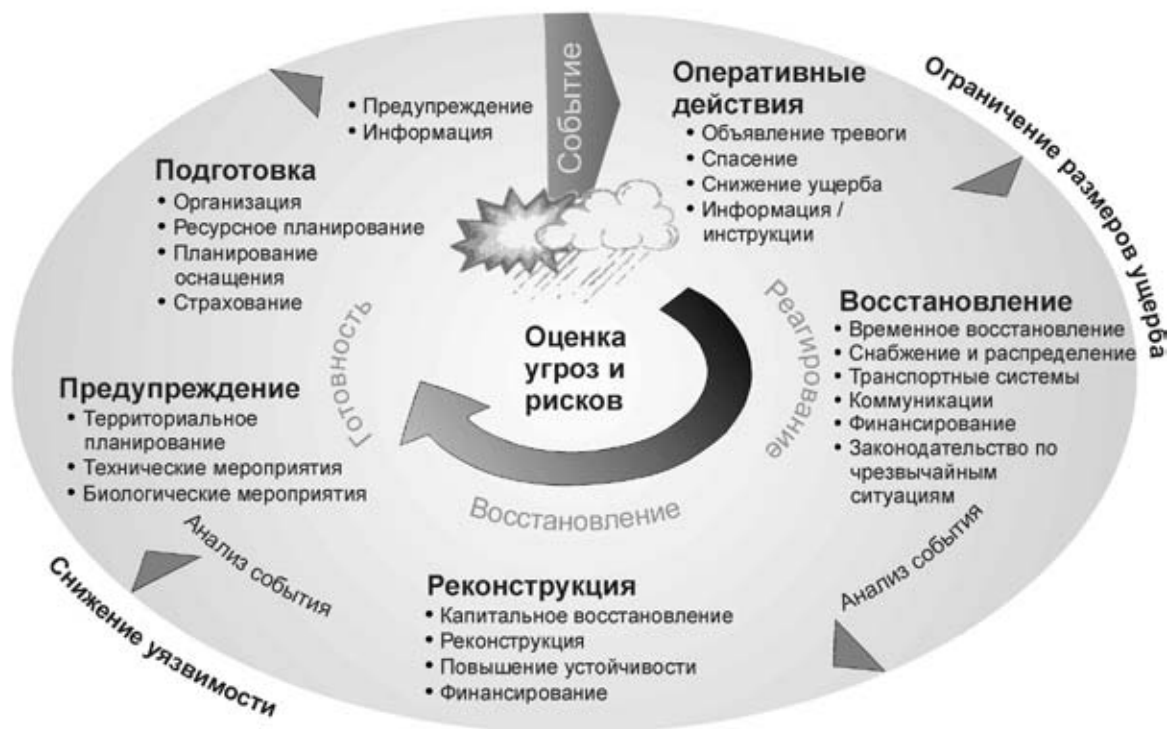 Событие
Оперативные
действия
• Объявление тревоги
• Спасение
• Снижение ущерба
• Информация /
инструкции
Ограничение размеров ущерба
Реагирование
Восстановление
• Временное восстановление
• Снабжение и распределение
• Транспортные системы
• Коммуникации
• Финансирование
• Законодательство по
чрезвычайным
ситуациям
Анализ события
Оценка
угроз и
рисков
Восстановление
Реконструкция
• Капитальное восстановление
• Реконструкция
• Повышение устойчивости
• Финансирование
Анализ события
Снижение уязвимости
Предупреждение
• Территориальное
планирование
• Технические мероприятия
• Биологические мероприятия
Готовность
Подготовка
• Организация
• Ресурсное планирование
• Планирование
оснащения
• Страхование
• Предупреждение
• Информация